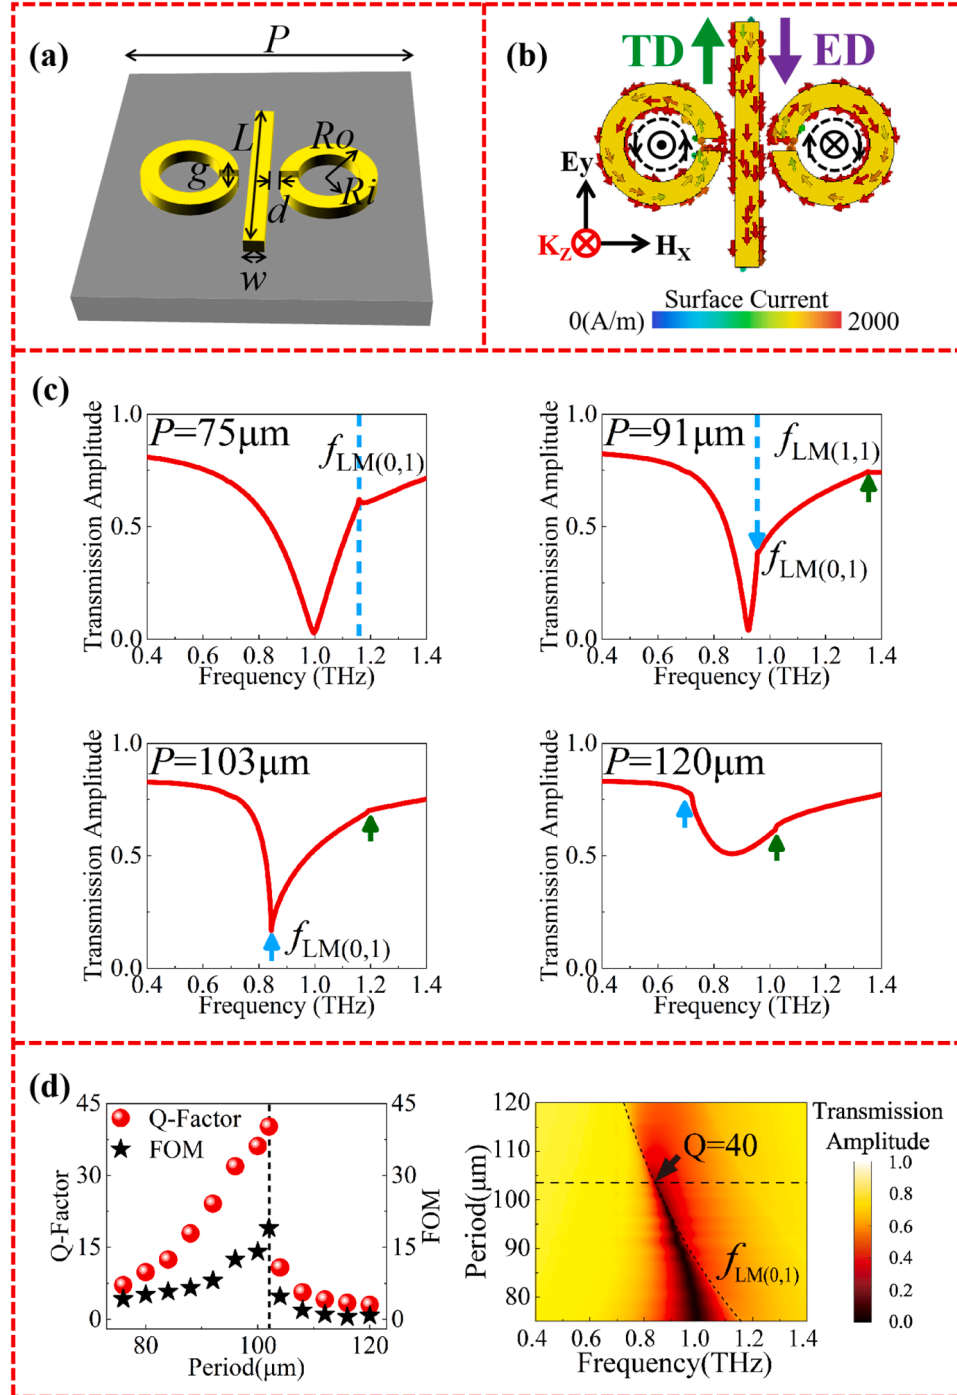 (a)
P
L
Ro
g
Ri
d
w
(b)
TD
ED
Ey
Kz
Hx
Surface Current
0(A/m)
2000
(c)
P=75μm
fLM(0,1)
Transmission Amplitude
1.0
0.5
0.0
0.4 0.6 0.8 1.0 1.2 1.4
Frequency (THz)
P=91μm
fLM(1,1)
fLM(0,1)
Transmission Amplitude
1.0
0.5
0.0
0.4 0.6 0.8 1.0 1.2 1.4
Frequency (THz)
P=103μm
fLM(0,1)
Transmission Amplitude
1.0
0.5
0.0
0.4 0.6 0.8 1.0 1.2 1.4
Frequency (THz)
P=120μm
Transmission Amplitude
1.0
0.5
0.0
0.4 0.6 0.8 1.0 1.2 1.4
Frequency (THz)
(d)
Q-Factor
FOM
Q-Factor
45
30
15
0
45
30
15
0
FOM
80 100 120
Period(μm)
Q=40
fLM(0,1)
Period(μm)
120
110
100
90
80
0.4 0.6 0.8 1.0 1.2 1.4
Frequency(THz)
Transmission
Amplitude
1.0
0.8
0.6
0.4
0.2
0.0